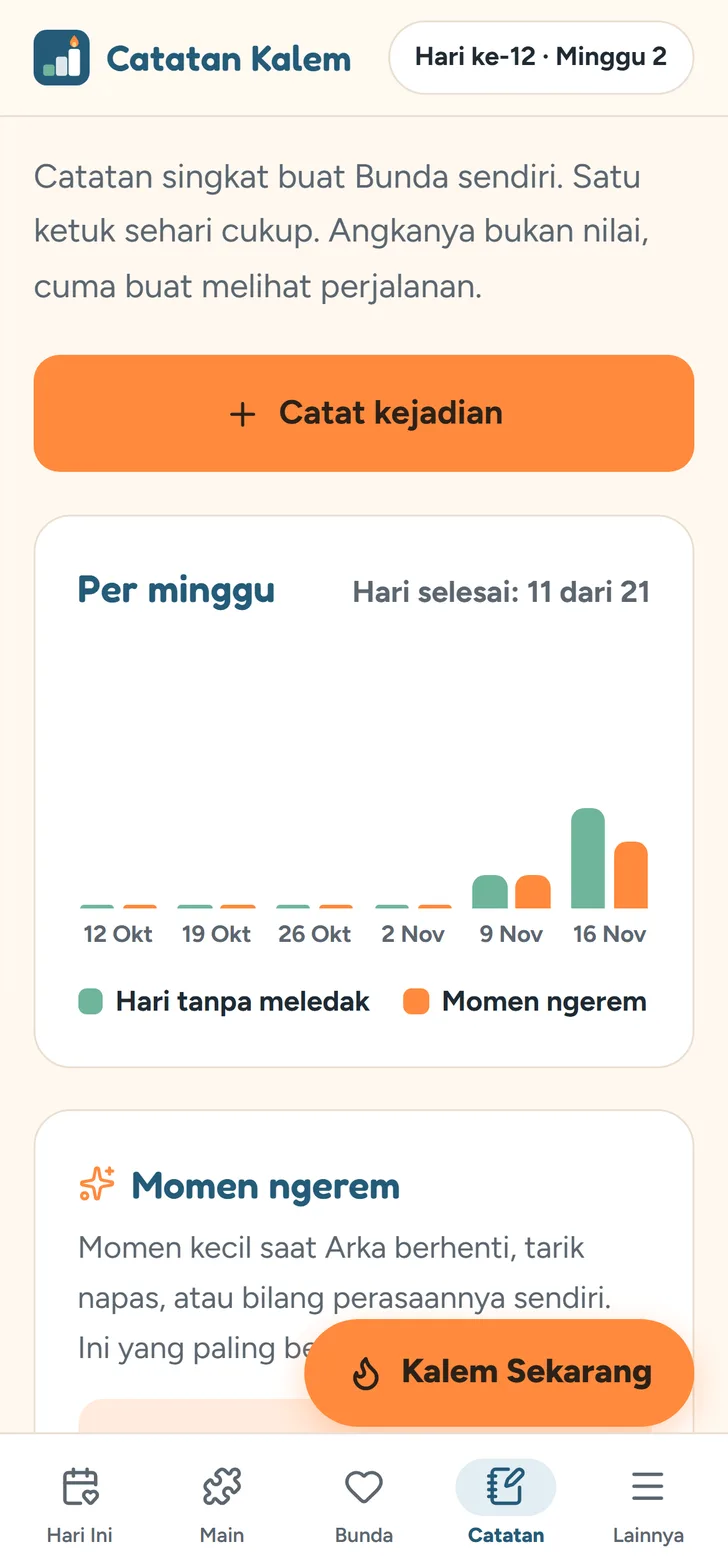 Catatan Kalem
Hari ke-12 · Minggu 2
Catatan singkat buat Bunda sendiri. Satu
ketuk sehari cukup. Angkanya bukan nilai,
cuma buat melihat perjalanan.
+ Catat kejadian
Per minggu
Hari selesai: 11 dari 21
12 Okt
19 Okt
26 Okt
2 Nov
9 Nov
16 Nov
Hari tanpa meledak
Momen ngerem
Momen ngerem
Momen kecil saat Arka berhenti, tarik
napas, atau bilang perasaannya sendiri.
Ini yang paling
Kalem Sekarang
Hari Ini
Main
Bunda
Catatan
Lainnya